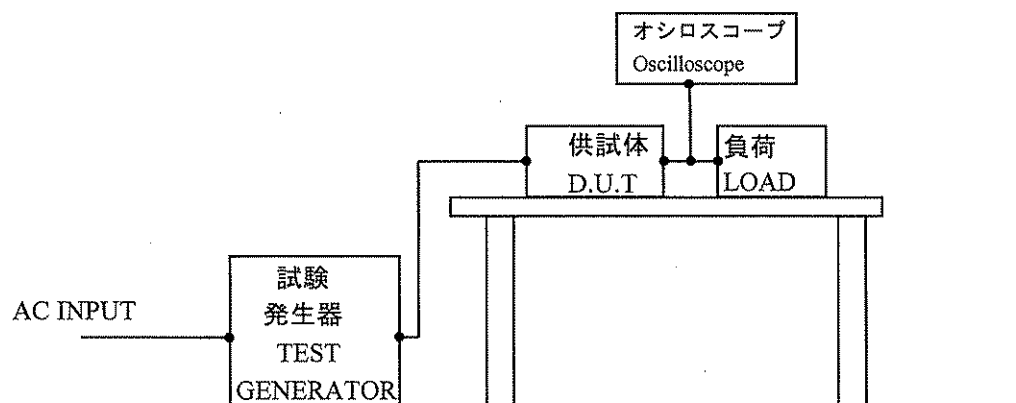 オシロスコープ
Oscilloscope
供試体
D.U.T
負荷
LOAD
AC INPUT
試験
発生器
TEST
GENERATOR